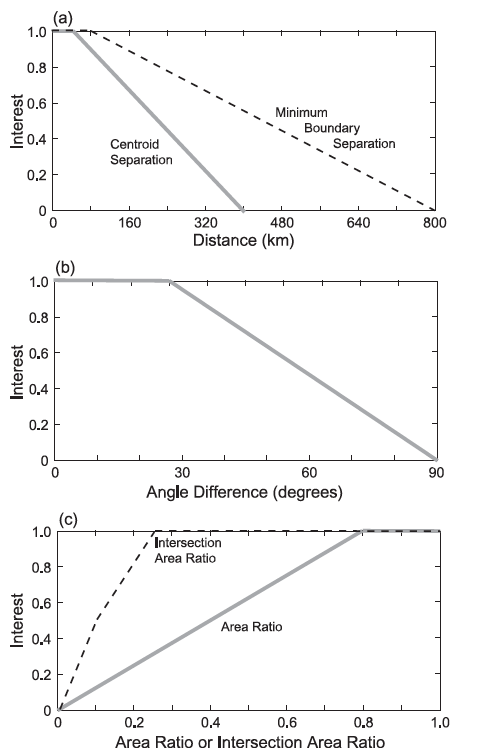 (a)
1.0
0.8
0.6
0.4
0.2
0
Interest
Centroid
Separation
Minimum
Boundary
Separation
0 160 320 480 640 800
Distance (km)
(b)
1.0
0.8
0.6
0.4
0.2
0
Interest
0 30 60 90
Angle Difference (degrees)
(c)
1.0
0.8
0.6
0.4
0.2
0
Interest
Intersection
Area Ratio
Area Ratio
0 0.2 0.4 0.6 0.8 1.0
Area Ratio or Intersection Area Ratio